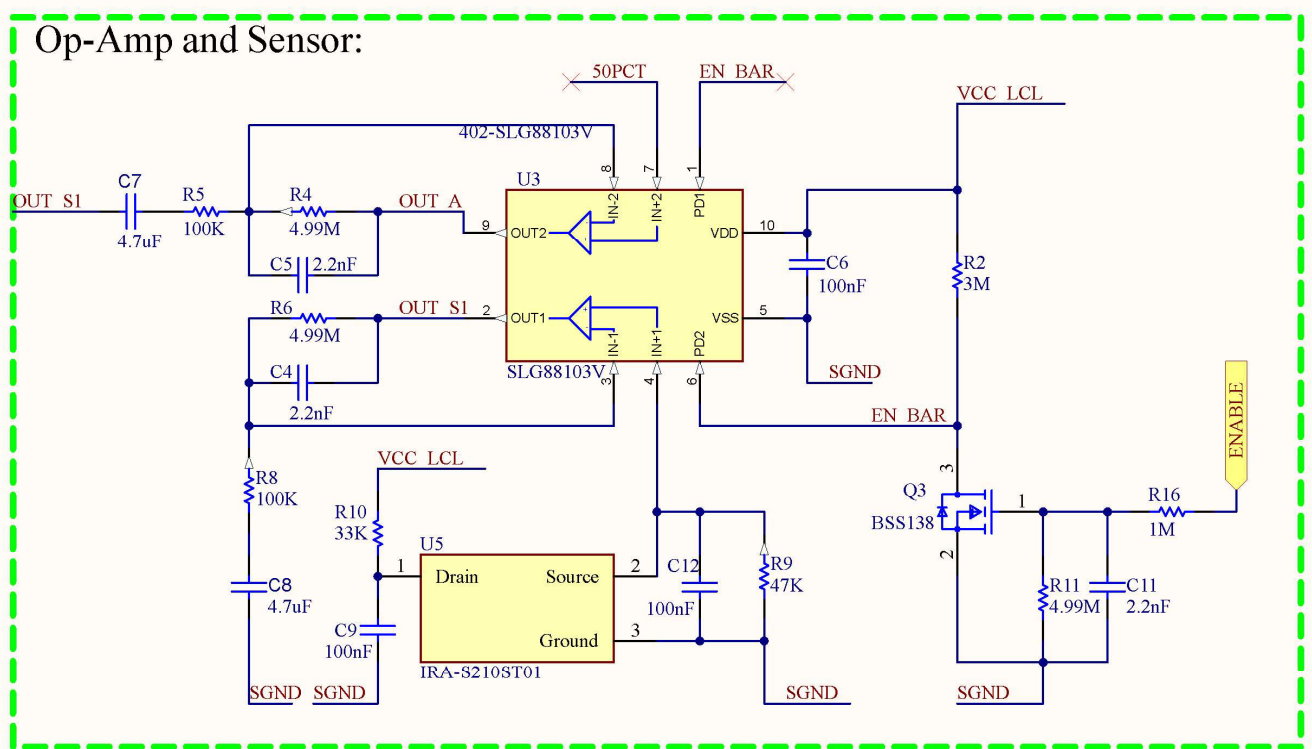 Op-Amp and Sensor:
50PCT
EN BAR
VCC LCL
402-SLG88103V
8
7
1
U3
C7
OUT S1
R5
R4
OUT A
4.7uF
100K
4.99M
9
OUT2
IN-2
IN+2
PD1
VDD
10
C5
2.2nF
C6
100nF
R2
3M
R6
OUT S1
2
OUT1
4.99M
IN-1
IN+1
PD2
VSS
5
C4
2.2nF
SLG88103V
3
4
6
SGND
EN BAR
ENABLE
VCC LCL
R8
100K
R10
33K
3
Q3
BSS138
1
2
R16
1M
U5
1
Drain
Source
2
C12
100nF
R9
47K
C8
4.7uF
C9
100nF
Ground
3
R11
4.99M
C11
2.2nF
IRA-S210ST01
SGND
SGND
SGND
SGND